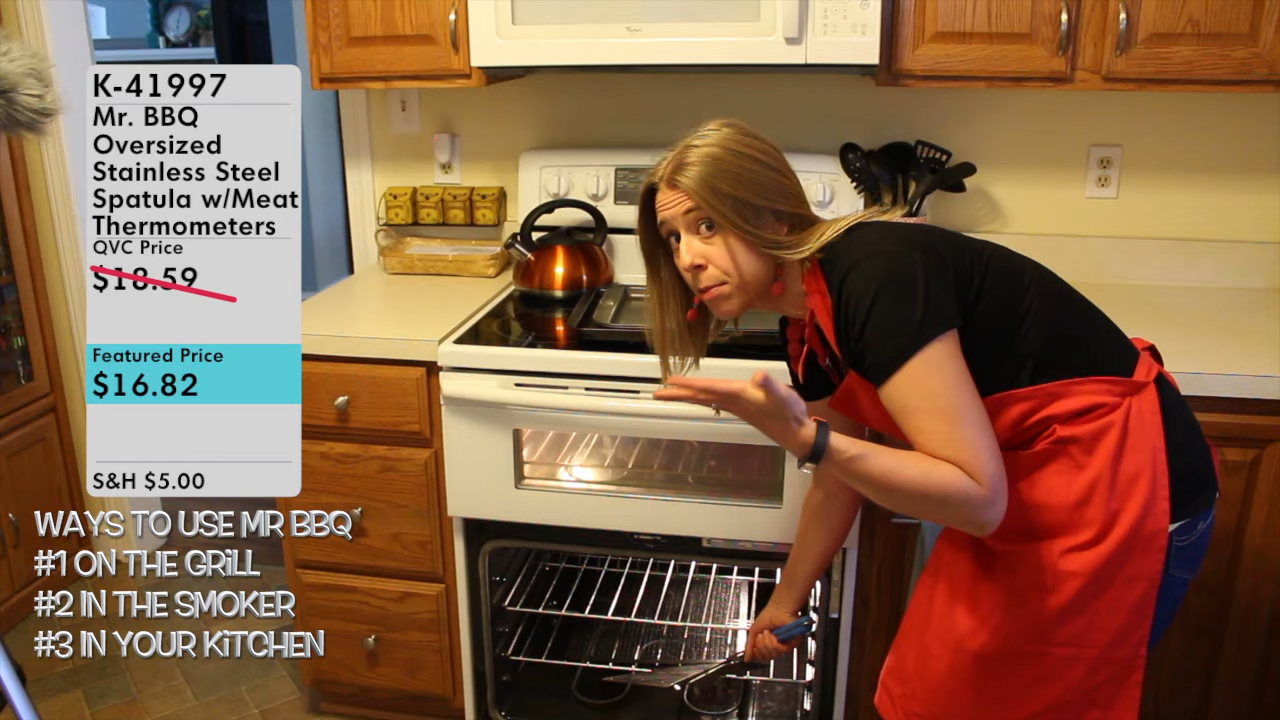 K-41997
Mr. BBQ
Oversized
Stainless Steel
Spatula w/Meat
Thermometers
QVC Price
$18.59
Featured Price
$16.82
S&H $5.00
WAYS TO USE MR BBQ
#1 ON THE GRiLL
#2 IN THE SMOKER
#3 IN YOUR KiTCHEN